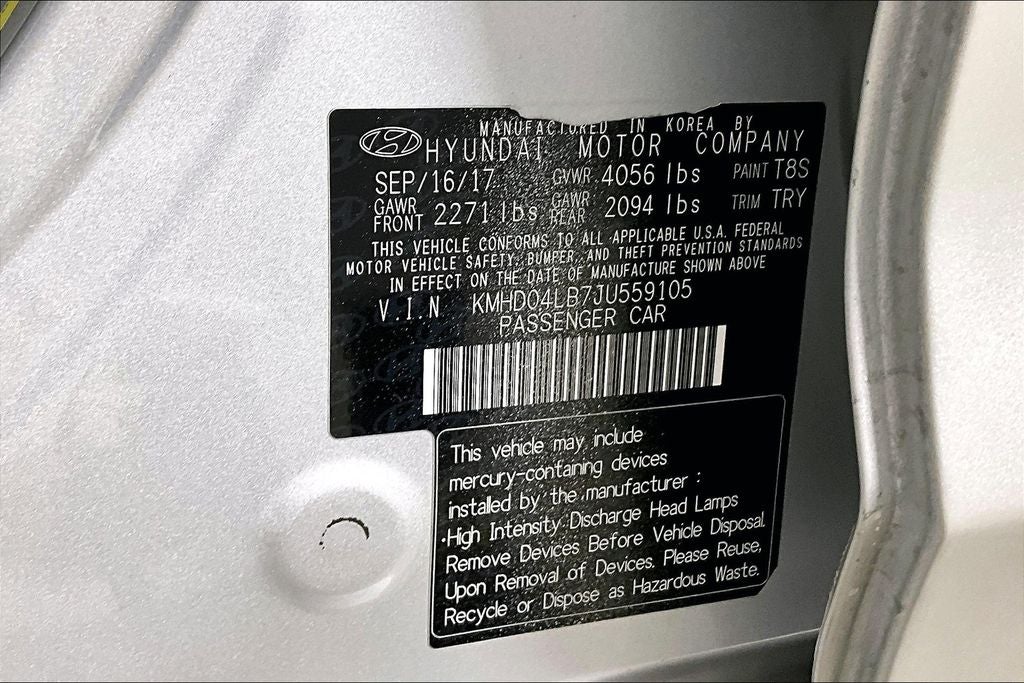 MANUFACTURED IN KOREA BY
HYUNDAI MOTOR COMPANY
SEP/16/17 GVWR 4056 lbs PAINT T8S
GAWR FRONT 2271 lbs GAWR REAR 2094 lbs TRIM TRY
THIS VEHICLE CONFORMS TO ALL APPLICABLE U.S.A. FEDERAL
MOTOR VEHICLE SAFETY, BUMPER, AND THEFT PREVENTION STANDARDS
IN EFFECT ON THE DATE OF MANUFACTURE SHOWN ABOVE
V.I.N KMHD04LB7JU559105
PASSENGER CAR
This vehicle may include
mercury-containing devices
installed by the manufacturer :
·High Intensity Discharge Head Lamps
Remove Devices Before Vehicle Disposal.
Upon Removal of Devices. Please Reuse,
Recycle or Dispose as Hazardous Waste.